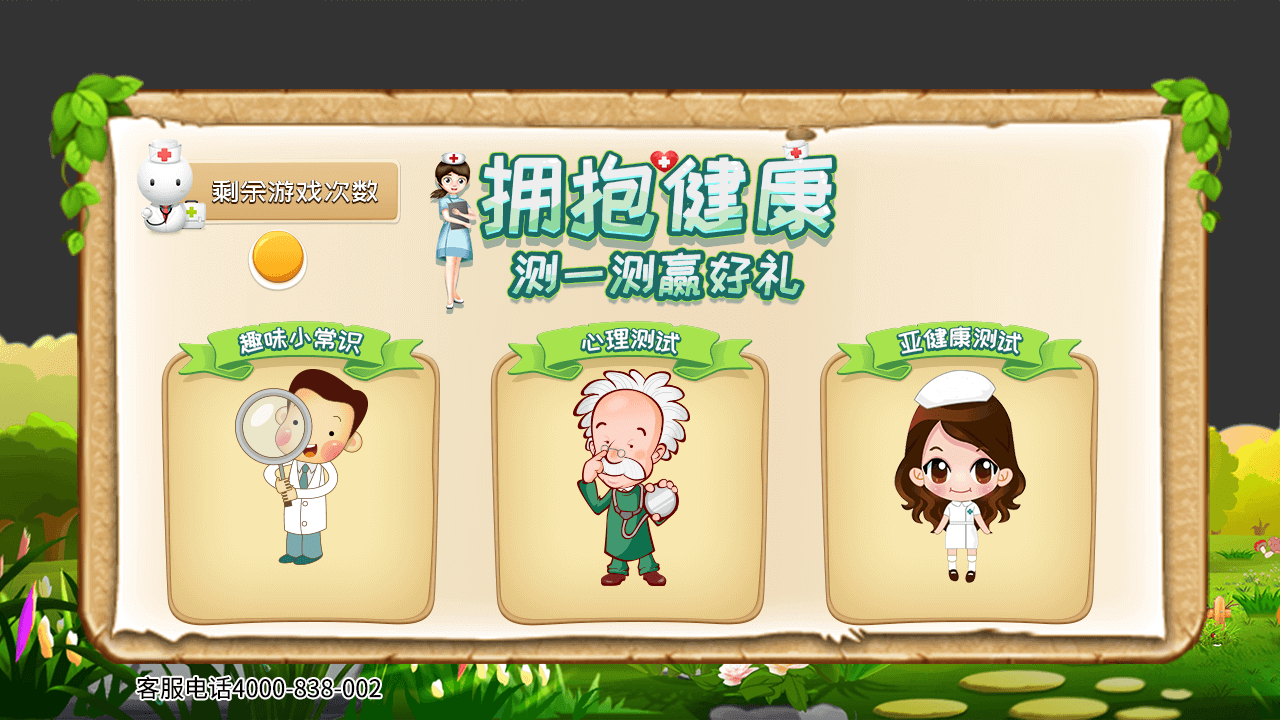 剩余游戏次数
拥抱健康
测一测赢好礼
趣味小常识
心理测试
亚健康测试
客服电话4000-838-002